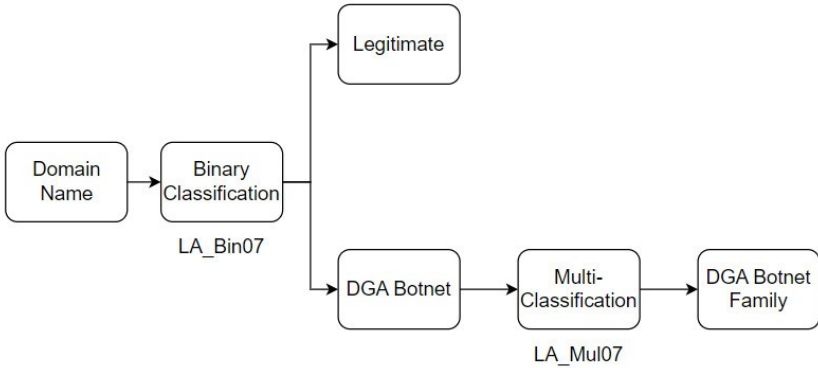 Legitimate
Domain
Name
Binary
Classification
LA_Bin07
DGA Botnet
Multi-
Classification
LA_Mul07
DGA Botnet
Family